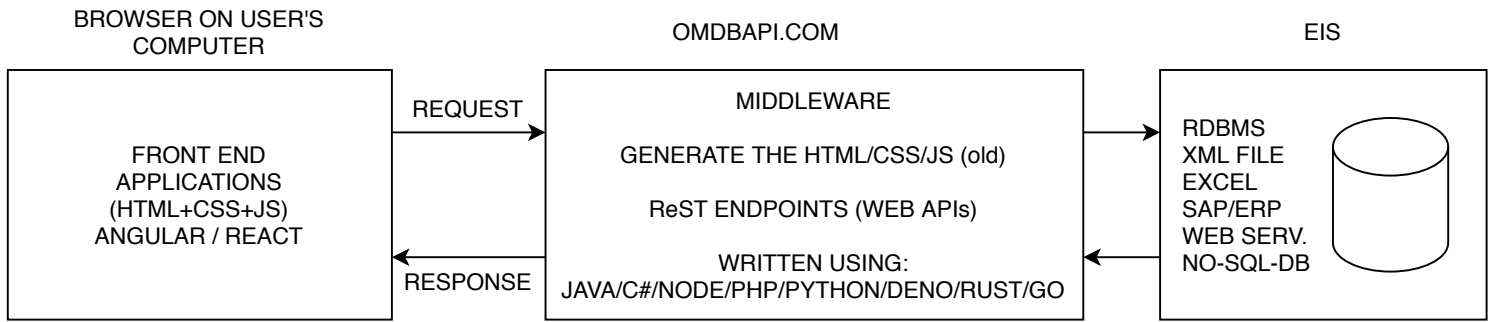 BROWSER ON USER'S
COMPUTER
OMDBAPI.COM
EIS
FRONT END
APPLICATIONS
(HTML+CSS+JS)
ANGULAR / REACT
REQUEST
RESPONSE
MIDDLEWARE
GENERATE THE HTML/CSS/JS (old)
ReST ENDPOINTS (WEB APIs)
WRITTEN USING:
JAVA/C#/NODE/PHP/PYTHON/DENO/RUST/GO
RDBMS
XML FILE
EXCEL
SAP/ERP
WEB SERV.
NO-SQL-DB